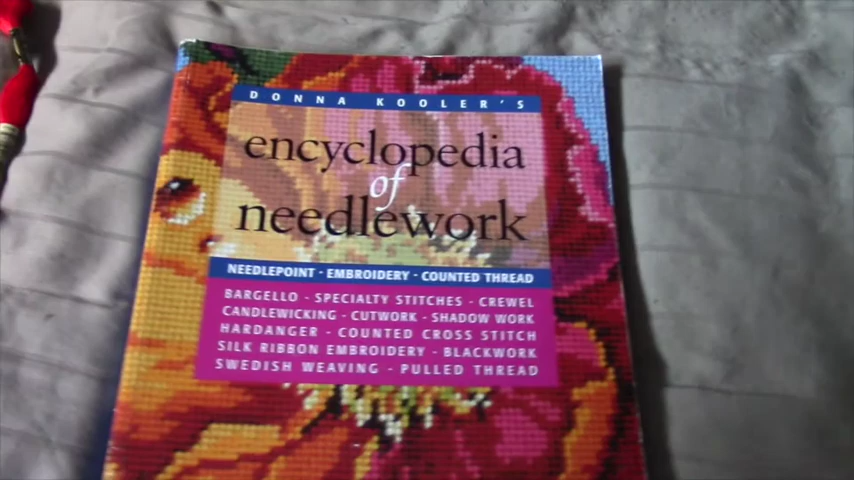 DONNA KOOLER'S
encyclopedia
of
needlework
NEEDLEPOINT · EMBROIDERY · COUNTED THREAD
BARGELLO - SPECIALTY STITCHES - CREWEL
CANDLEWICKING - CUTWORK - SHADOW WORK
HARDANGER - COUNTED CROSS STITCH
SILK RIBBON EMBROIDERY - BLACKWORK
SWEDISH WEAVING - PULLED THREAD